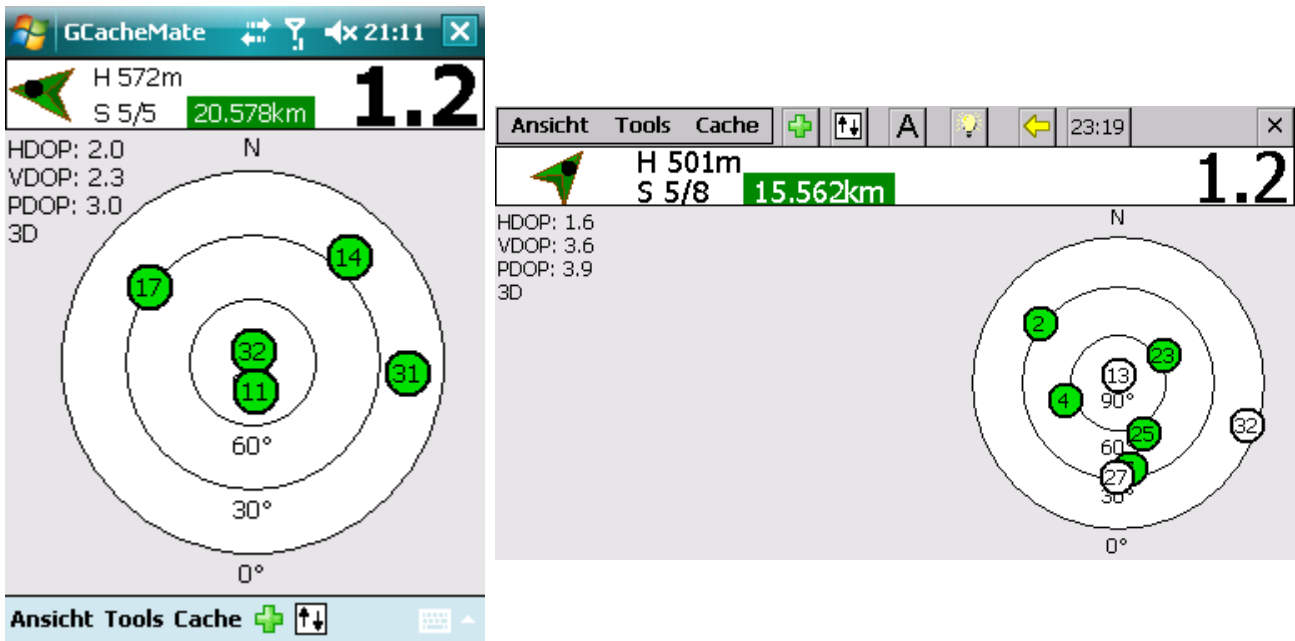 GCacheMate 21:11
H 572m
S 5/5 20.578km 1.2
HDOP: 2.0
VDOP: 2.3
PDOP: 3.0
3D
N
14
17
32
31
11
60°
30°
0°
Ansicht Tools Cache
Ansicht Tools Cache A 23:19
H 501m
S 5/8 15.562km 1.2
HDOP: 1.6
VDOP: 3.6
PDOP: 3.9
3D
N
2
23
13
4
90°
32
25
60
27
30°
0°